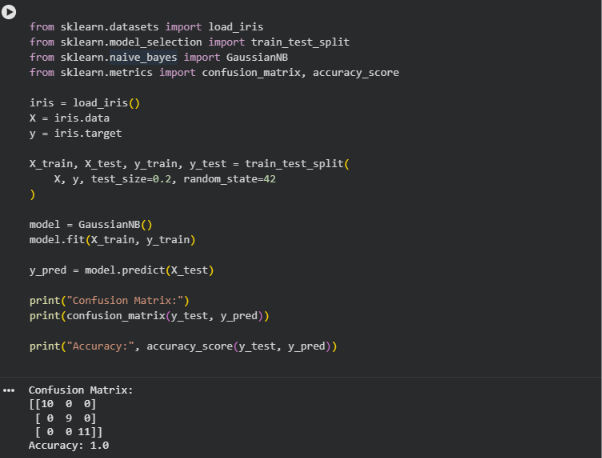 from sklearn.datasets import load_iris
from sklearn.model_selection import train_test_split
from sklearn.naive_bayes import GaussianNB
from sklearn.metrics import confusion_matrix, accuracy_score
iris = load_iris()
X = iris.data
y = iris.target
X_train, X_test, y_train, y_test = train_test_split(
    X, y, test_size=0.2, random_state=42
)
model = GaussianNB()
model.fit(X_train, y_train)
y_pred = model.predict(X_test)
print("Confusion Matrix:")
print(confusion_matrix(y_test, y_pred))
print("Accuracy:", accuracy_score(y_test, y_pred))
Confusion Matrix:
[[10  0  0]
 [ 0  9  0]
 [ 0  0 11]]
Accuracy: 1.0